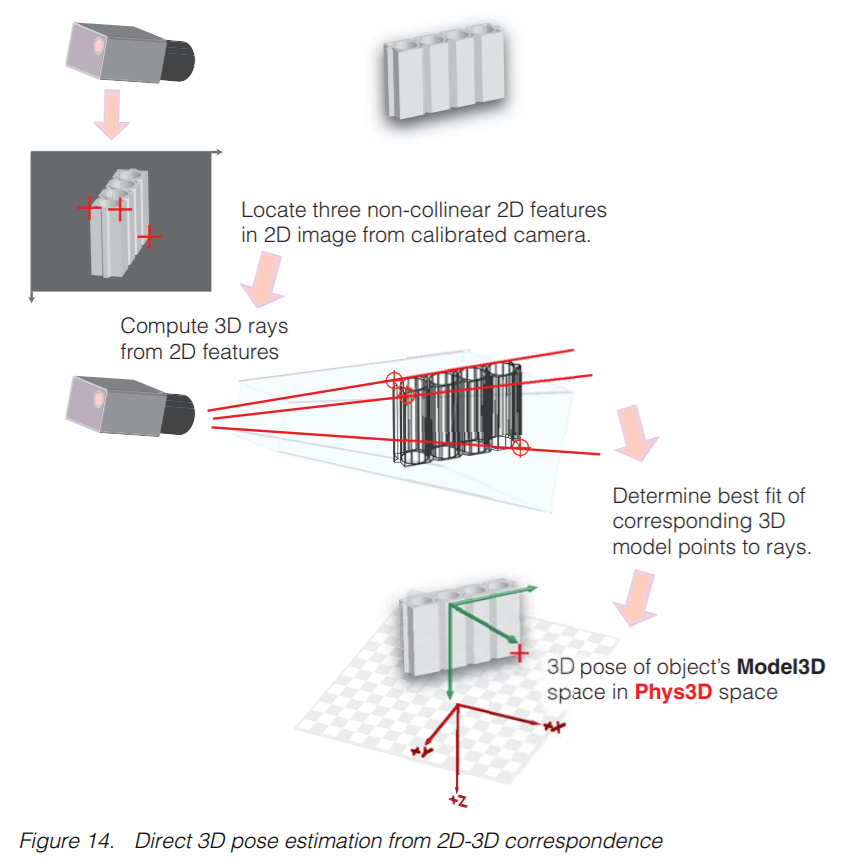 Locate three non-collinear 2D features
in 2D image from calibrated camera.
Compute 3D rays
from 2D features
Determine best fit of
corresponding 3D
model points to rays.
3D pose of object's Model3D
space in Phys3D space
+X
+Y
+Z
Figure 14. Direct 3D pose estimation from 2D-3D correspondence